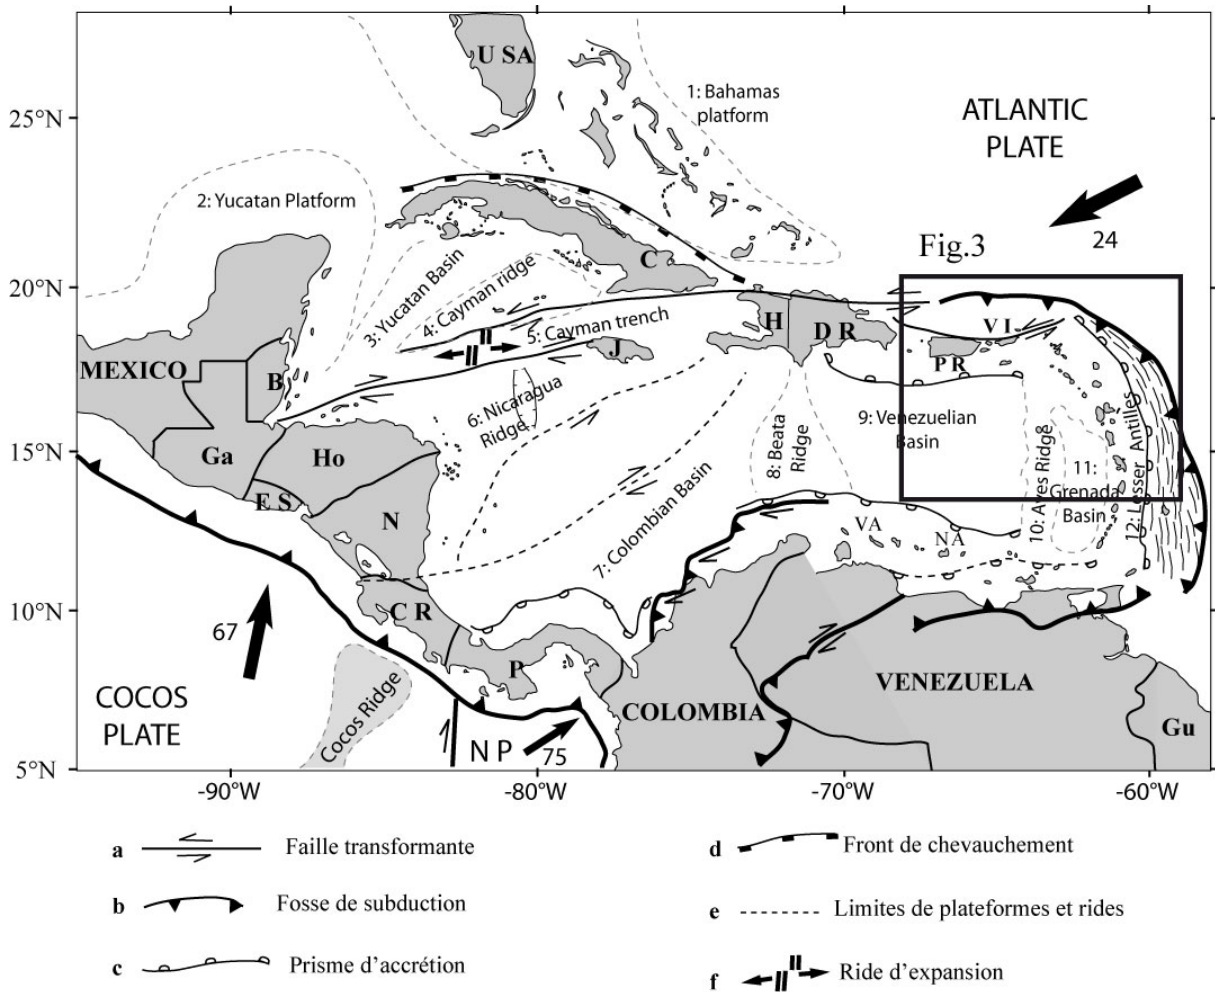 U SA
1: Bahamas
platform
ATLANTIC
PLATE
25°N
2: Yucatan Platform
24
Fig.3
C
20°N
3: Yucatan Basin
4: Cayman ridge
5: Cayman trench
H
D R
V I
J
P R
MEXICO
B
6: Nicaragua
Ridge
8: Beata
Ridge
9: Venezuelian
Basin
10: Aves Ridge
11:
Grenada
Basin
12: Lesser Antilles
15°N
Ga
Ho
E S
N
7: Colombian Basin
VA
NA
10°N
C R
67
P
COCOS
PLATE
Cocos Ridge
N P
75
COLOMBIA
VENEZUELA
Gu
5°N
-90°W
-80°W
-70°W
-60°W
a Faille transformante
b Fosse de subduction
c Prisme d'accrétion
d Front de chevauchement
e Limites de plateformes et rides
f Ride d'expansion